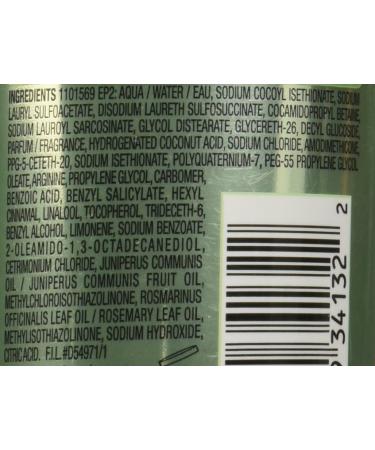 INGREDIENTS 1101569 EP2: AQUA / WATER / EAU, SODIUM COCOYL ISETHIONATE, SODIUM
LAURYL SULFOACETATE, DISODIUM LAURETH SULFOSUCCINATE, COCAMIDOPROPYL BETAINE,
SODIUM LAUROYL SARCOSINATE, GLYCOL DISTEARATE, GLYCERETH-26, DECYL GLUCOSIDE,
PARFUM / FRAGRANCE, HYDROGENATED COCONUT ACID, SODIUM CHLORIDE, AMODIMETHICONE,
PPG-5-CETETH-20, SODIUM ISETHIONATE, POLYQUATERNIUM-7, PEG-55 PROPYLENE GLYCOL
OLEATE, ARGININE, PROPYLENE GLYCOL, CARBOMER,
BENZOIC ACID, BENZYL SALICYLATE, HEXYL
CINNAMAL, LINALOOL, TOCOPHEROL, TRIDECETH-6,
BENZYL ALCOHOL, LIMONENE, SODIUM BENZOATE,
2-OLEAMIDO-1,3-OCTADECANEDIOL,
CETRIMONIUM CHLORIDE, JUNIPERUS COMMUNIS
OIL / JUNIPERUS COMMUNIS FRUIT OIL,
METHYLCHLOROISOTHIAZOLINONE, ROSMARINUS
OFFICINALIS LEAF OIL / ROSEMARY LEAF OIL,
METHYLISOTHIAZOLINONE, SODIUM HYDROXIDE,
CITRIC ACID. F.I.L. #D54971/1
34132 2